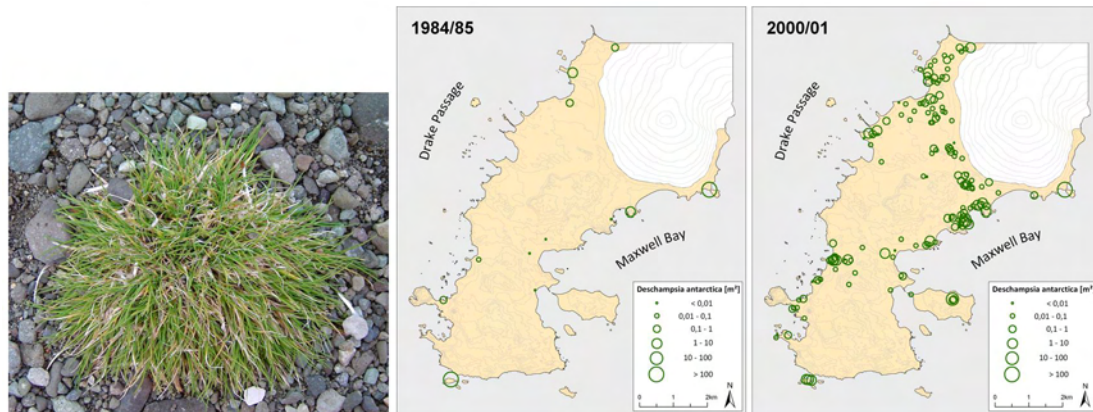 1984/85
Drake Passage
Maxwell Bay
Deschampsia antarctica [m²]
< 0,01
0,01 - 0,1
0,1 - 1
1 - 10
10 - 100
> 100
N
0 1 2km
2000/01
Drake Passage
Maxwell Bay
Deschampsia antarctica [m²]
< 0,01
0,01 - 0,1
0,1 - 1
1 - 10
10 - 100
> 100
N
0 1 2km